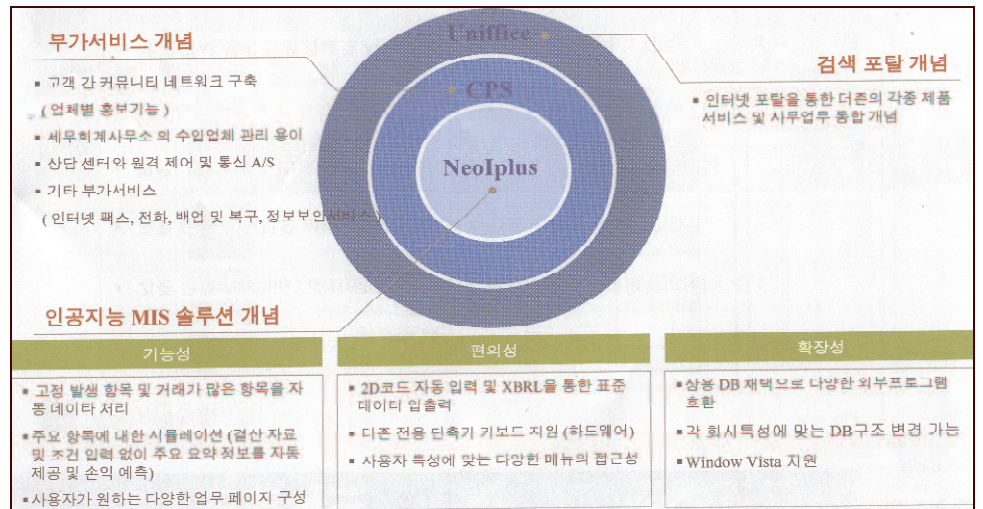 부가서비스 개념
▪ 고객 간 커뮤니티 네트워크 구축
( 업체별 홍보기능 )
▪ 세무회계사무소 의 수입업체 관리 용이
▪ 상담 센터와 원격 제어 및 통신 A/S
▪ 기타 부가서비스
( 인터넷 팩스, 전화, 백업 및 복구, 정보보안서비스 )
Uniffice
CPS
NeoIplus
검색 포탈 개념
▪ 인터넷 포탈을 통한 더존의 각종 제품
서비스 및 사무업무 통합 개념
인공지능 MIS 솔루션 개념
기능성
▪ 고정 발생 항목 및 거래가 많은 항목을 자
동 데이타 처리
▪ 주요 항목에 대한 시뮬레이션 (결산 자료
및 조건 입력 없이 주요 요약 정보를 자동
제공 및 손익 예측)
▪ 사용자가 원하는 다양한 업무 페이지 구성
편의성
▪ 2D코드 자동 입력 및 XBRL을 통한 표준
데이터 입출력
▪ 더존 전용 단축기 키보드 지원 (하드웨어)
▪ 사용자 특성에 맞는 다양한 메뉴의 접근성
확장성
▪ 상용 DB 채택으로 다양한 외부프로그램
호환
▪ 각 회사특성에 맞는 DB구조 변경 가능
▪ Window Vista 지원